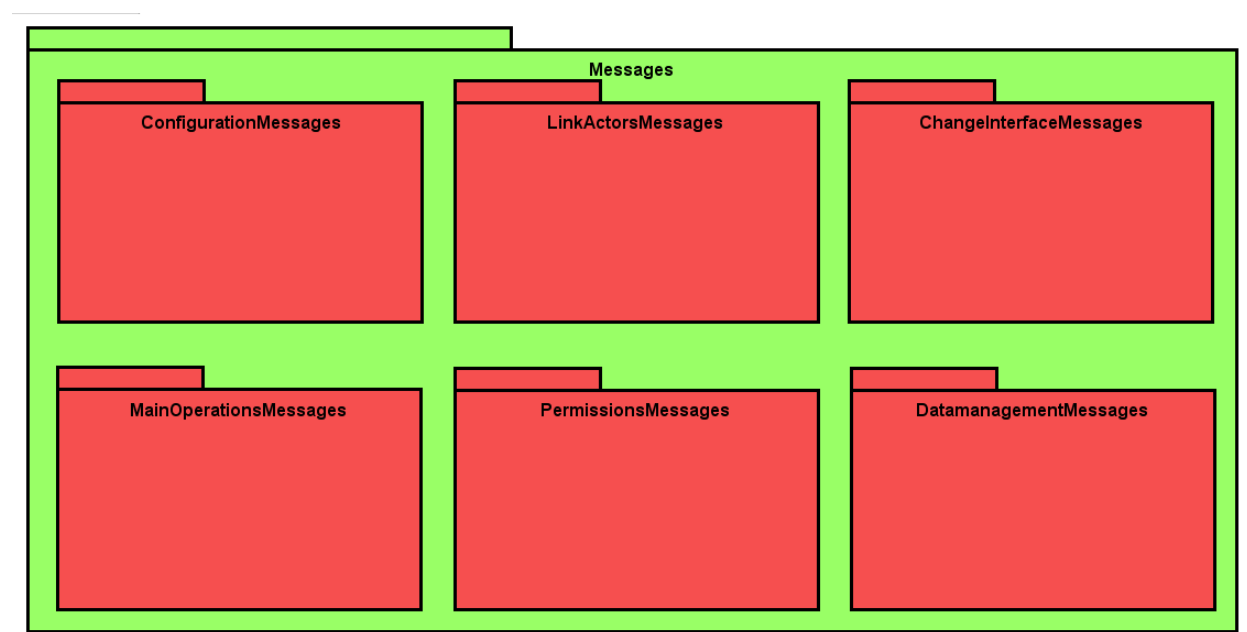 Messages
ConfigurationMessages
LinkActorsMessages
ChangeInterfaceMessages
MainOperationsMessages
PermissionsMessages
DatamanagementMessages